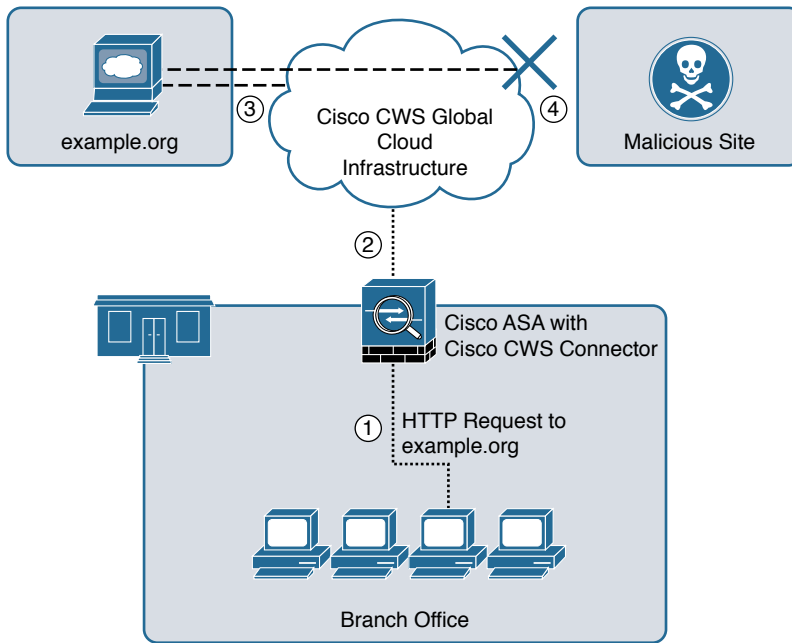 example.org
③
Cisco CWS Global
Cloud
Infrastructure
④
Malicious Site
②
Cisco ASA with
Cisco CWS Connector
①
HTTP Request to
example.org
Branch Office